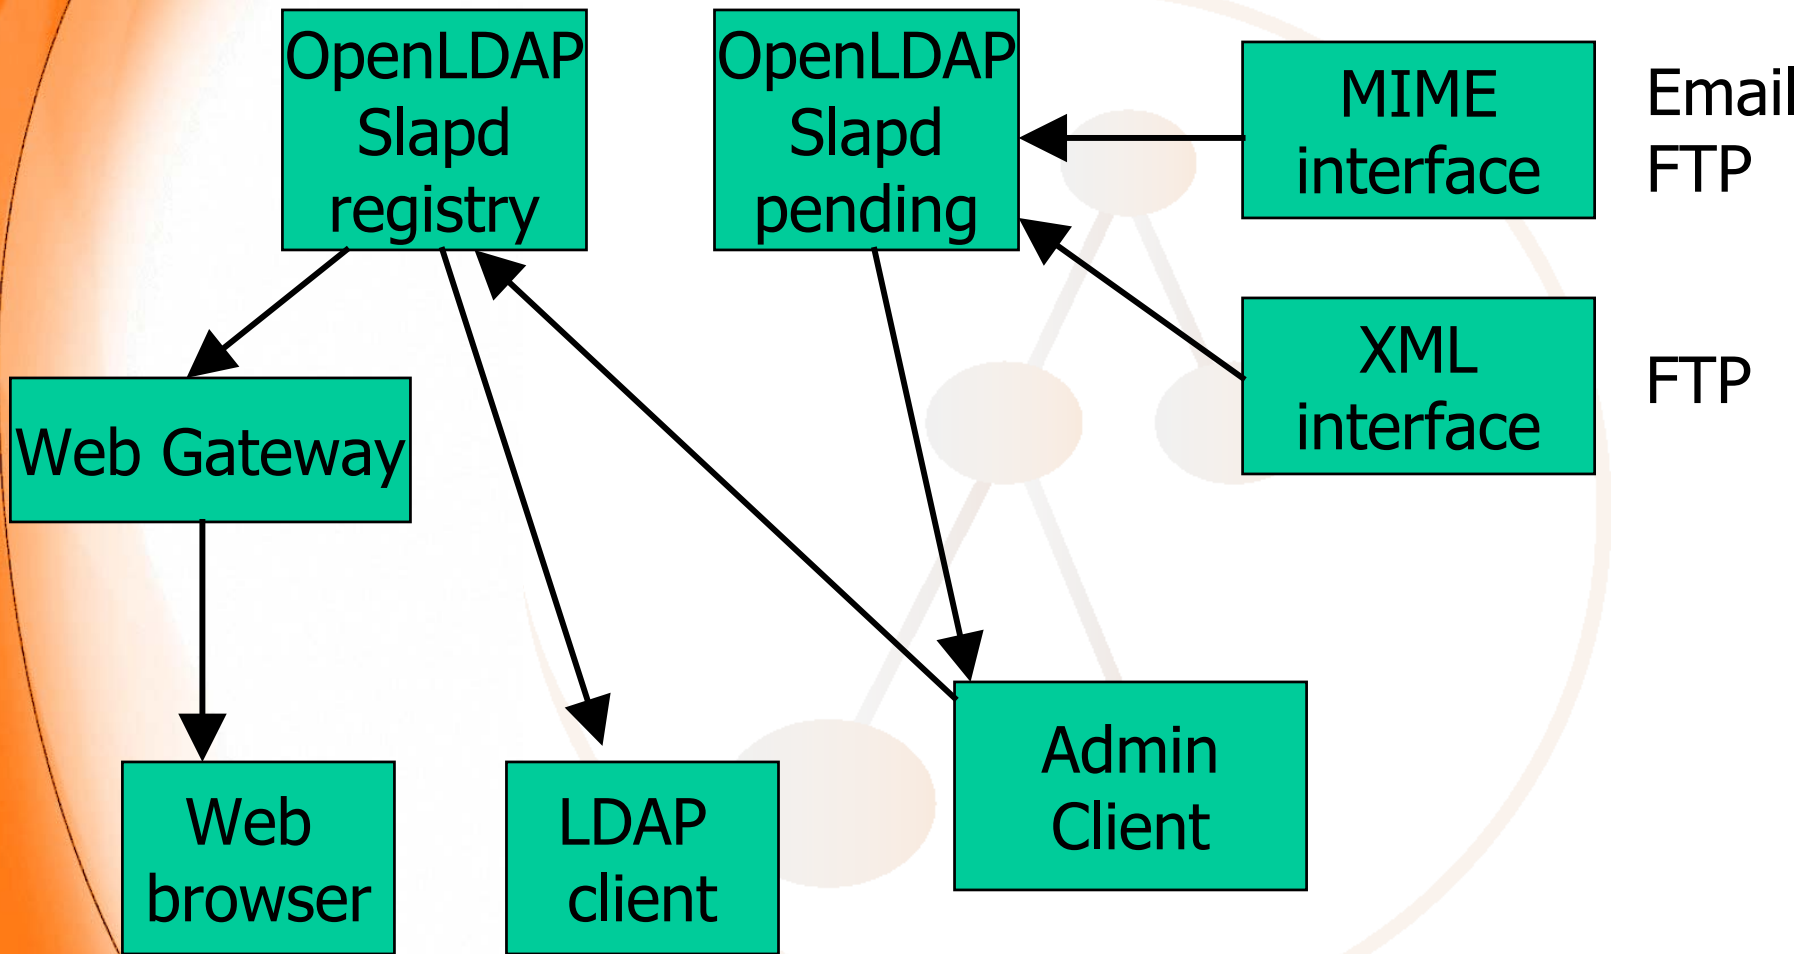 OpenLDAP
Slapd
registry
OpenLDAP
Slapd
pending
MIME
interface
Email
FTP
XML
interface
FTP
Web Gateway
Web
browser
LDAP
client
Admin
Client